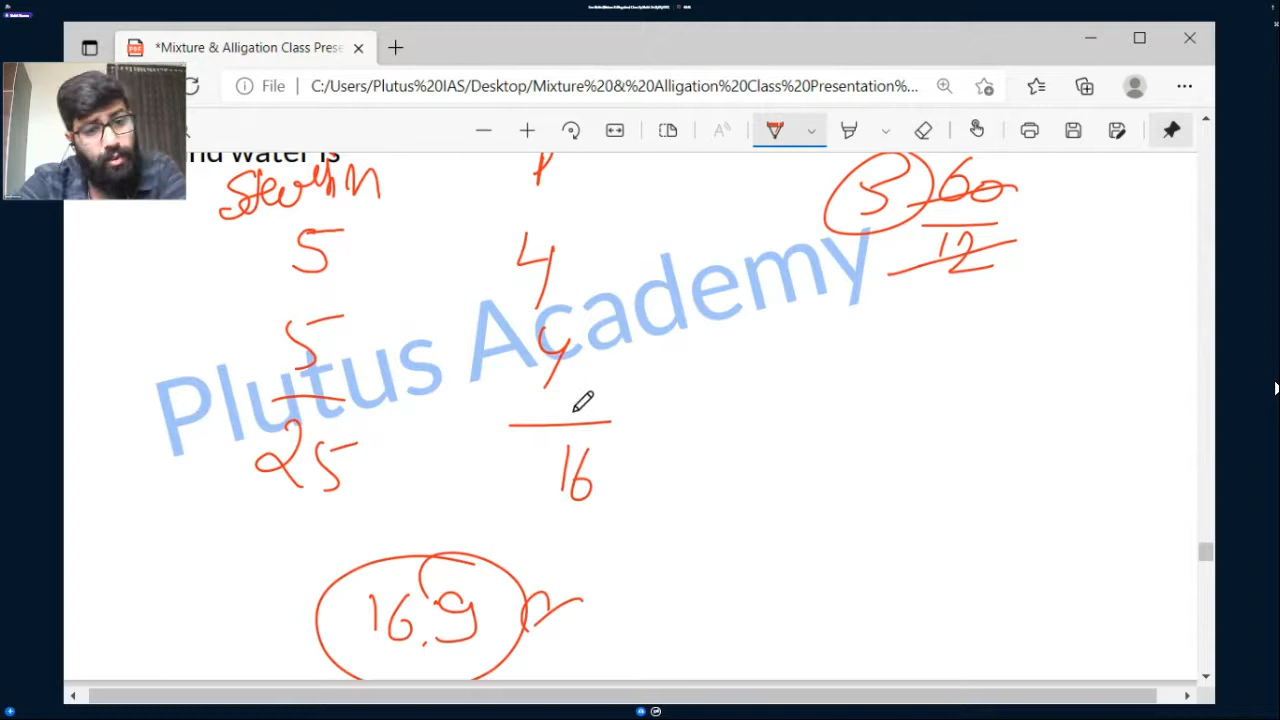 *Mixture & Alligation Class Prese
File C:/Users/Plutus%20IAS/Desktop/Mixture%20&%20Alligation%20Class%20Presentation%...
nd water is
5 60
12
5 4
5 4
25 16
16:9
Plutus Academy